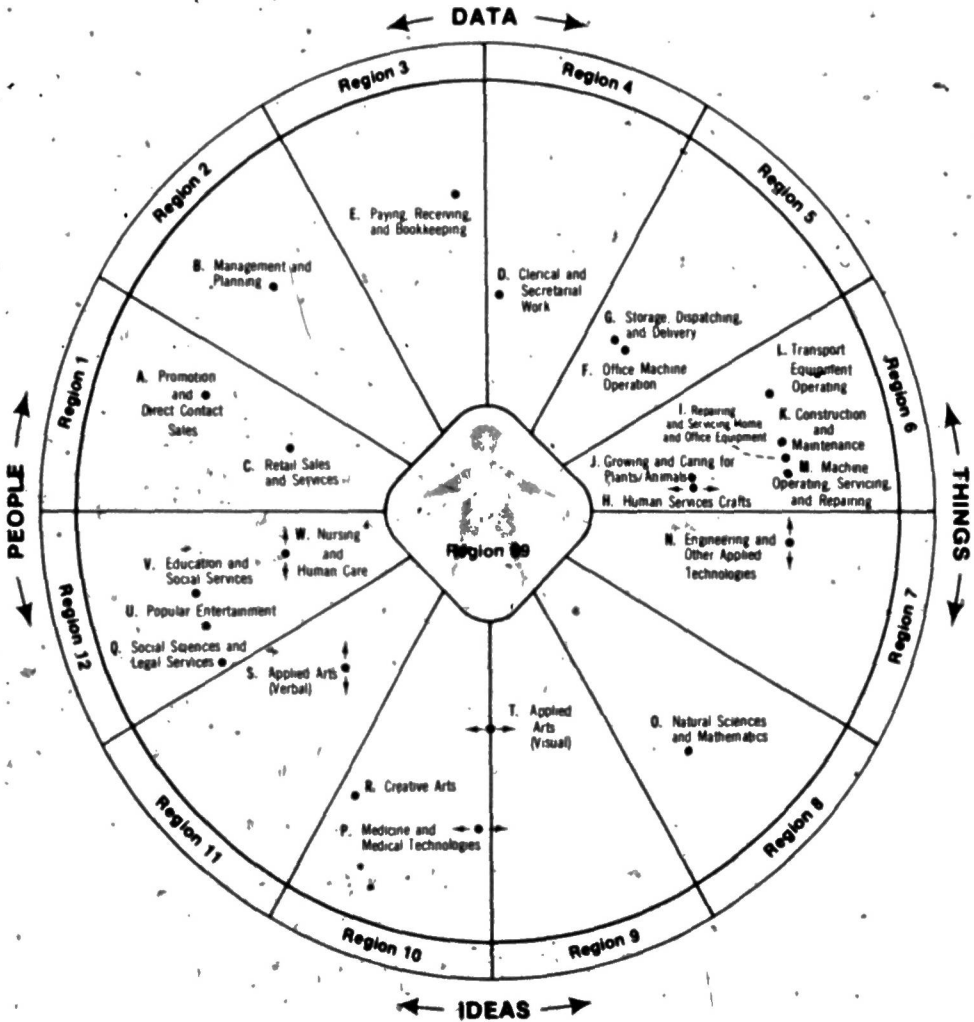 DATA
Region 3
Region 4
Region 2
Region 5
E. Paying, Receiving,
and Bookkeeping
B. Management and
Planning
D. Clerical and
Secretarial
Work
G. Storage, Dispatching,
and Delivery
F. Office Machine
Operation
Region 1
A. Promotion
and
Direct Contact
Sales
C. Retail Sales
and Services
L. Transport
Equipment
Operating
Region 6
I. Repairing
and Servicing Home
and Office Equipment
K. Construction
and
Maintenance
J. Growing and Caring for
Plants/Animals
M. Machine
Operating, Servicing,
and Repairing
H. Human Services Crafts
PEOPLE
THINGS
Region 99
W. Nursing
and
Human Care
N. Engineering and
Other Applied
Technologies
V. Education and
Social Services
U. Popular Entertainment
Q. Social Sciences and
Legal Services
Region 12
Region 7
S. Applied Arts
(Verbal)
T. Applied
Arts
(Visual)
O. Natural Sciences
and Mathematics
R. Creative Arts
P. Medicine and
Medical Technologies
Region 11
Region 8
Region 10
Region 9
IDEAS